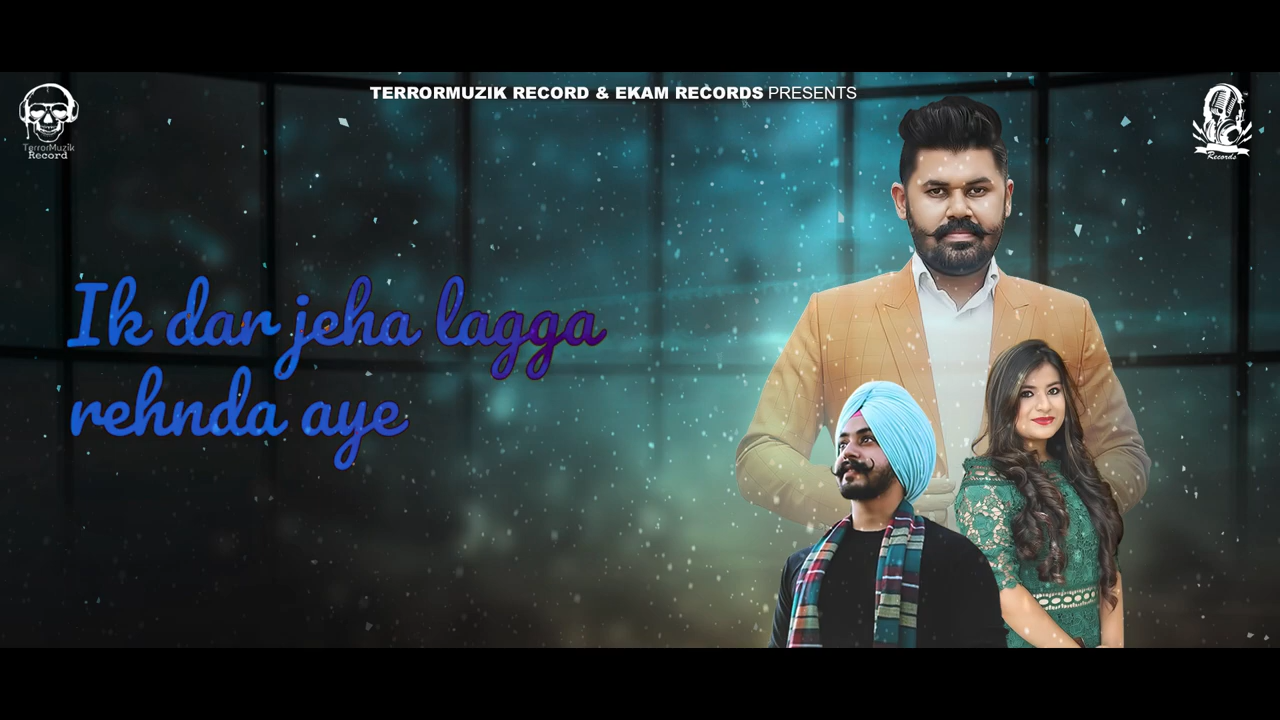 TERRORMUZIK RECORD & EKAM RECORDS PRESENTS
TerrorMuzik
Record
Records
Ik dar jeha lagga
rehnda aye